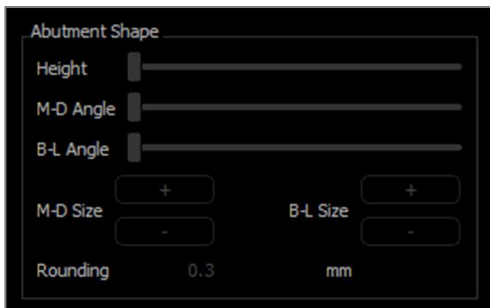 Abutment Shape
Height
M-D Angle
B-L Angle
+ +
M-D Size B-L Size
- -
Rounding 0.3 mm